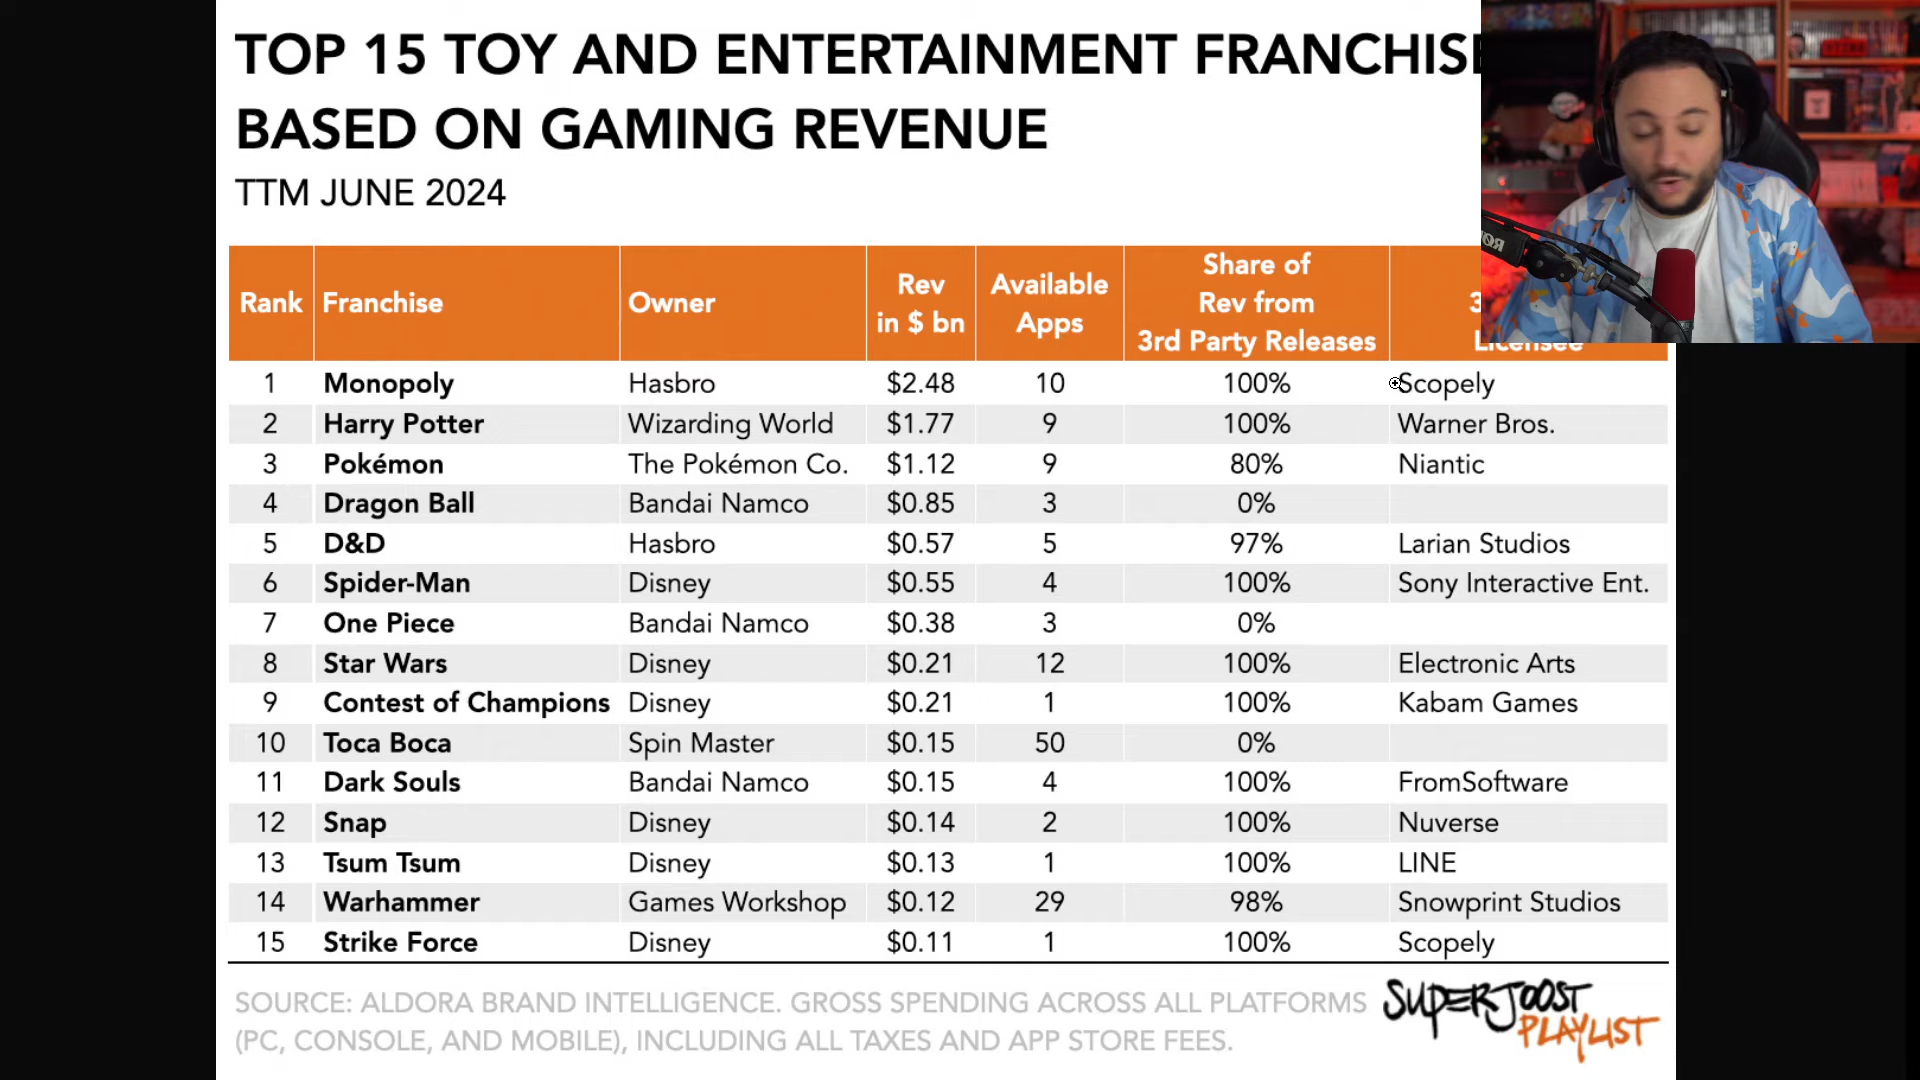 TOP 15 TOY AND ENTERTAINMENT FRANCHISE
BASED ON GAMING REVENUE
TTM JUNE 2024
Rank Franchise Owner Rev in $ bn Available Apps Share of Rev from 3rd Party Releases 3 Licensee
1 Monopoly Hasbro $2.48 10 100% Scopely
2 Harry Potter Wizarding World $1.77 9 100% Warner Bros.
3 Pokémon The Pokémon Co. $1.12 9 80% Niantic
4 Dragon Ball Bandai Namco $0.85 3 0%
5 D&D Hasbro $0.57 5 97% Larian Studios
6 Spider-Man Disney $0.55 4 100% Sony Interactive Ent.
7 One Piece Bandai Namco $0.38 3 0%
8 Star Wars Disney $0.21 12 100% Electronic Arts
9 Contest of Champions Disney $0.21 1 100% Kabam Games
10 Toca Boca Spin Master $0.15 50 0%
11 Dark Souls Bandai Namco $0.15 4 100% FromSoftware
12 Snap Disney $0.14 2 100% Nuverse
13 Tsum Tsum Disney $0.13 1 100% LINE
14 Warhammer Games Workshop $0.12 29 98% Snowprint Studios
15 Strike Force Disney $0.11 1 100% Scopely
SOURCE: ALDORA BRAND INTELLIGENCE. GROSS SPENDING ACROSS ALL PLATFORMS
(PC, CONSOLE, AND MOBILE), INCLUDING ALL TAXES AND APP STORE FEES.
SUPERJOOST
PLAYLIST
RØDE